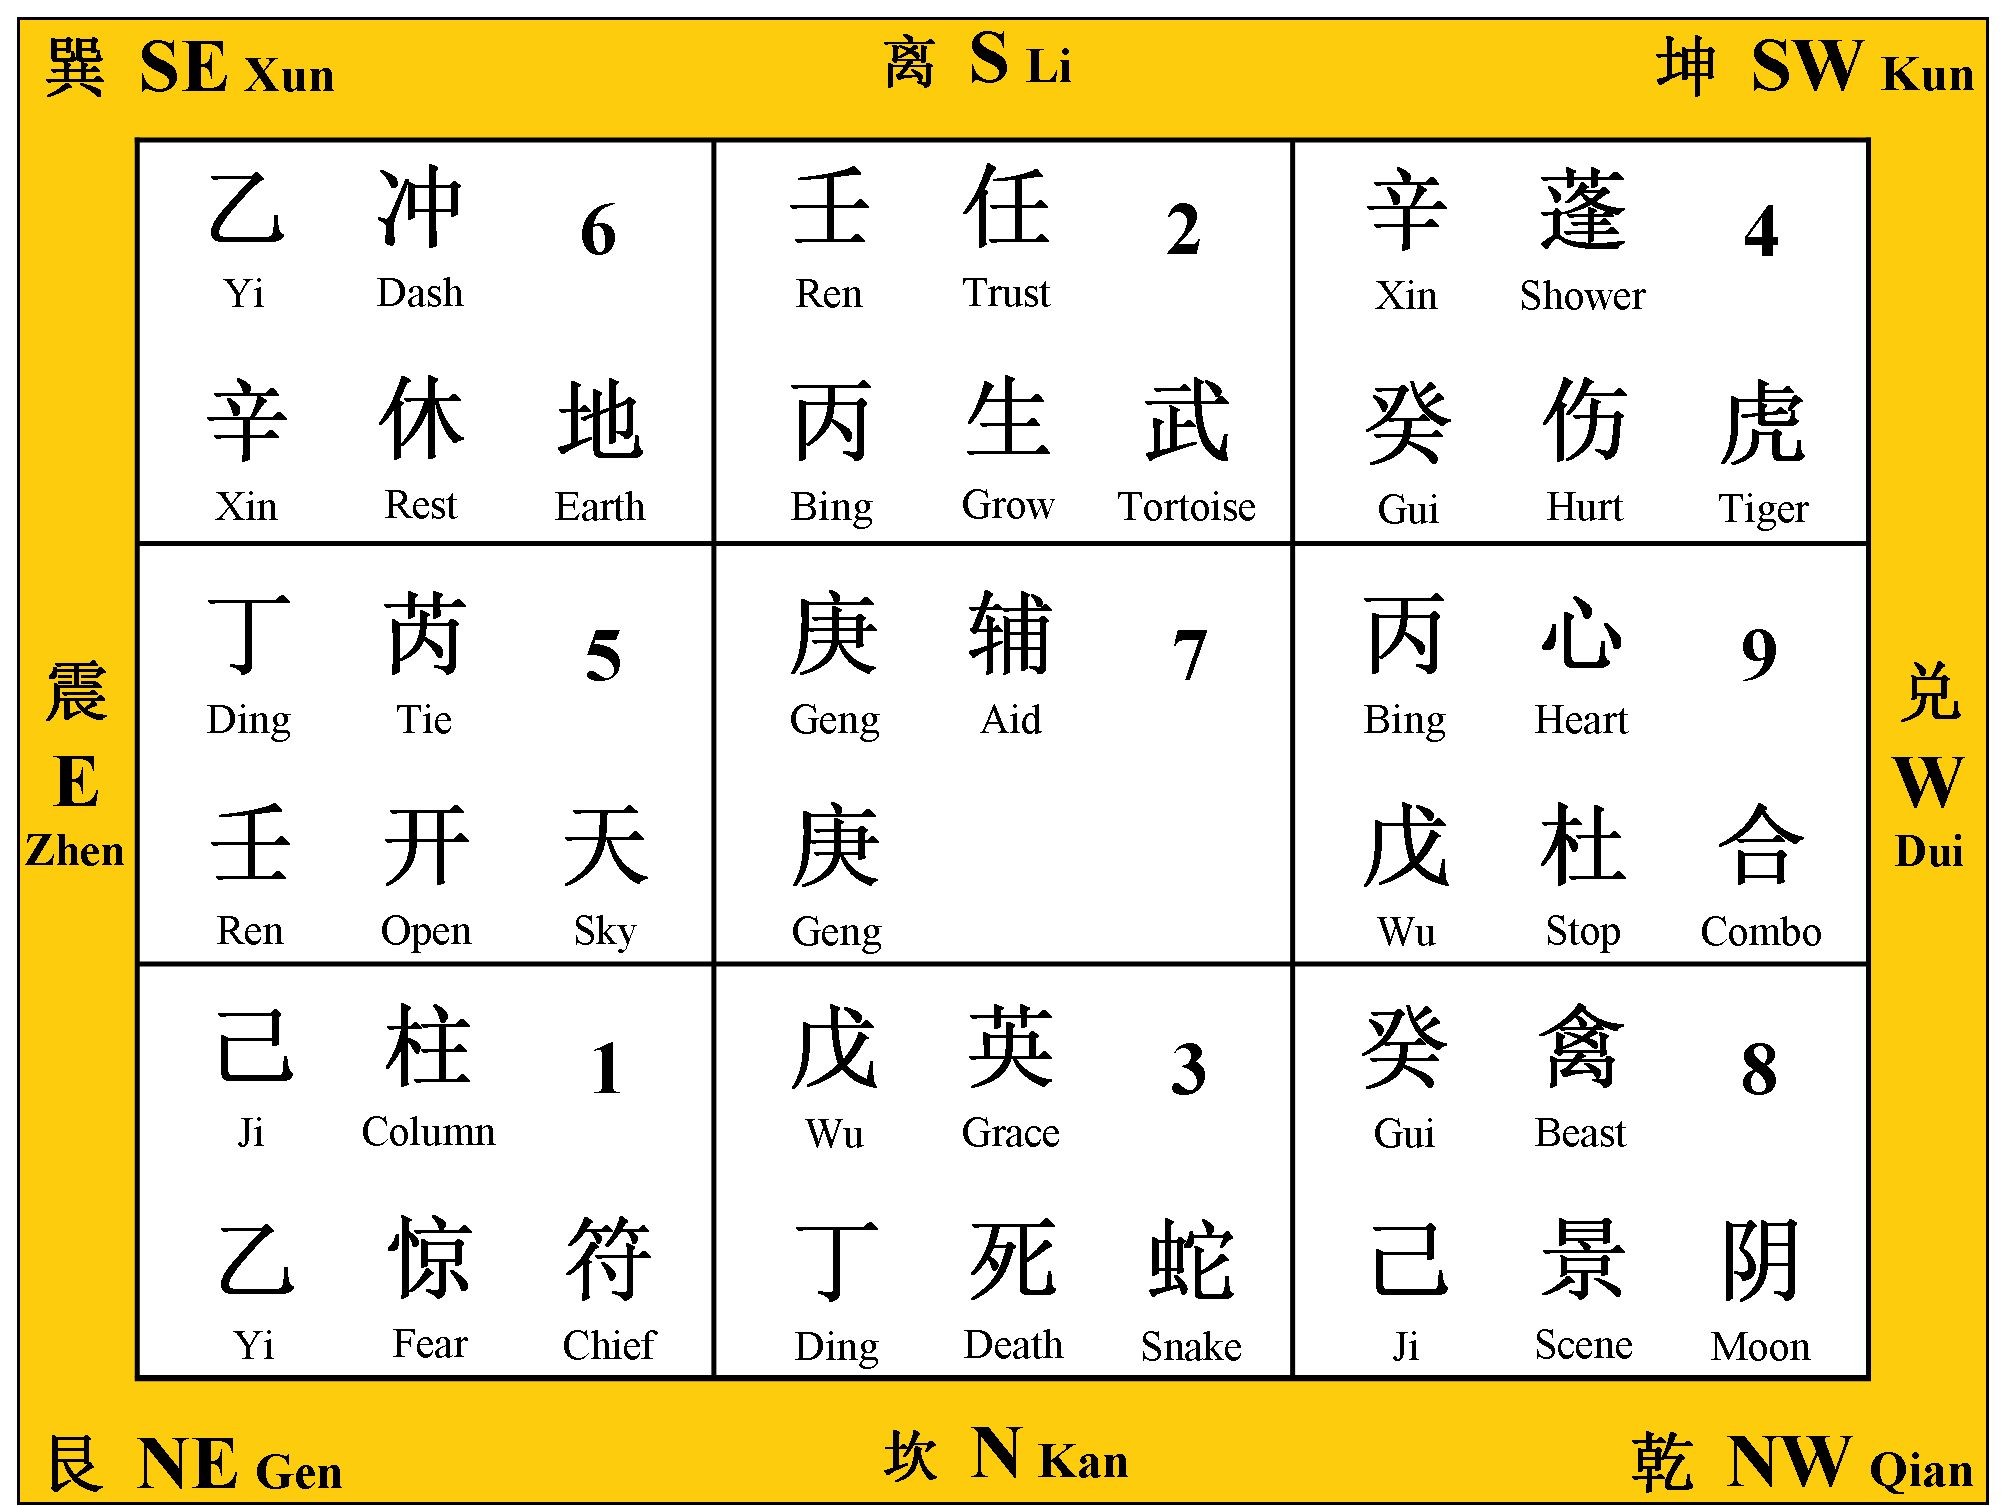 巽 SE Xun
离 S Li
坤 SW Kun
乙 冲 6
Yi Dash
辛 休 地
Xin Rest Earth
壬 任 2
Ren Trust
丙 生 武
Bing Grow Tortoise
辛 蓬 4
Xin Shower
癸 伤 虎
Gui Hurt Tiger
震
E
Zhen
丁 芮 5
Ding Tie
壬 开 天
Ren Open Sky
庚 辅 7
Geng Aid
庚
Geng
丙 心 9
Bing Heart
戊 杜 合
Wu Stop Combo
兑
W
Dui
己 柱 1
Ji Column
乙 惊 符
Yi Fear Chief
戊 英 3
Wu Grace
丁 死 蛇
Ding Death Snake
癸 禽 8
Gui Beast
己 景 阴
Ji Scene Moon
艮 NE Gen
坎 N Kan
乾 NW Qian